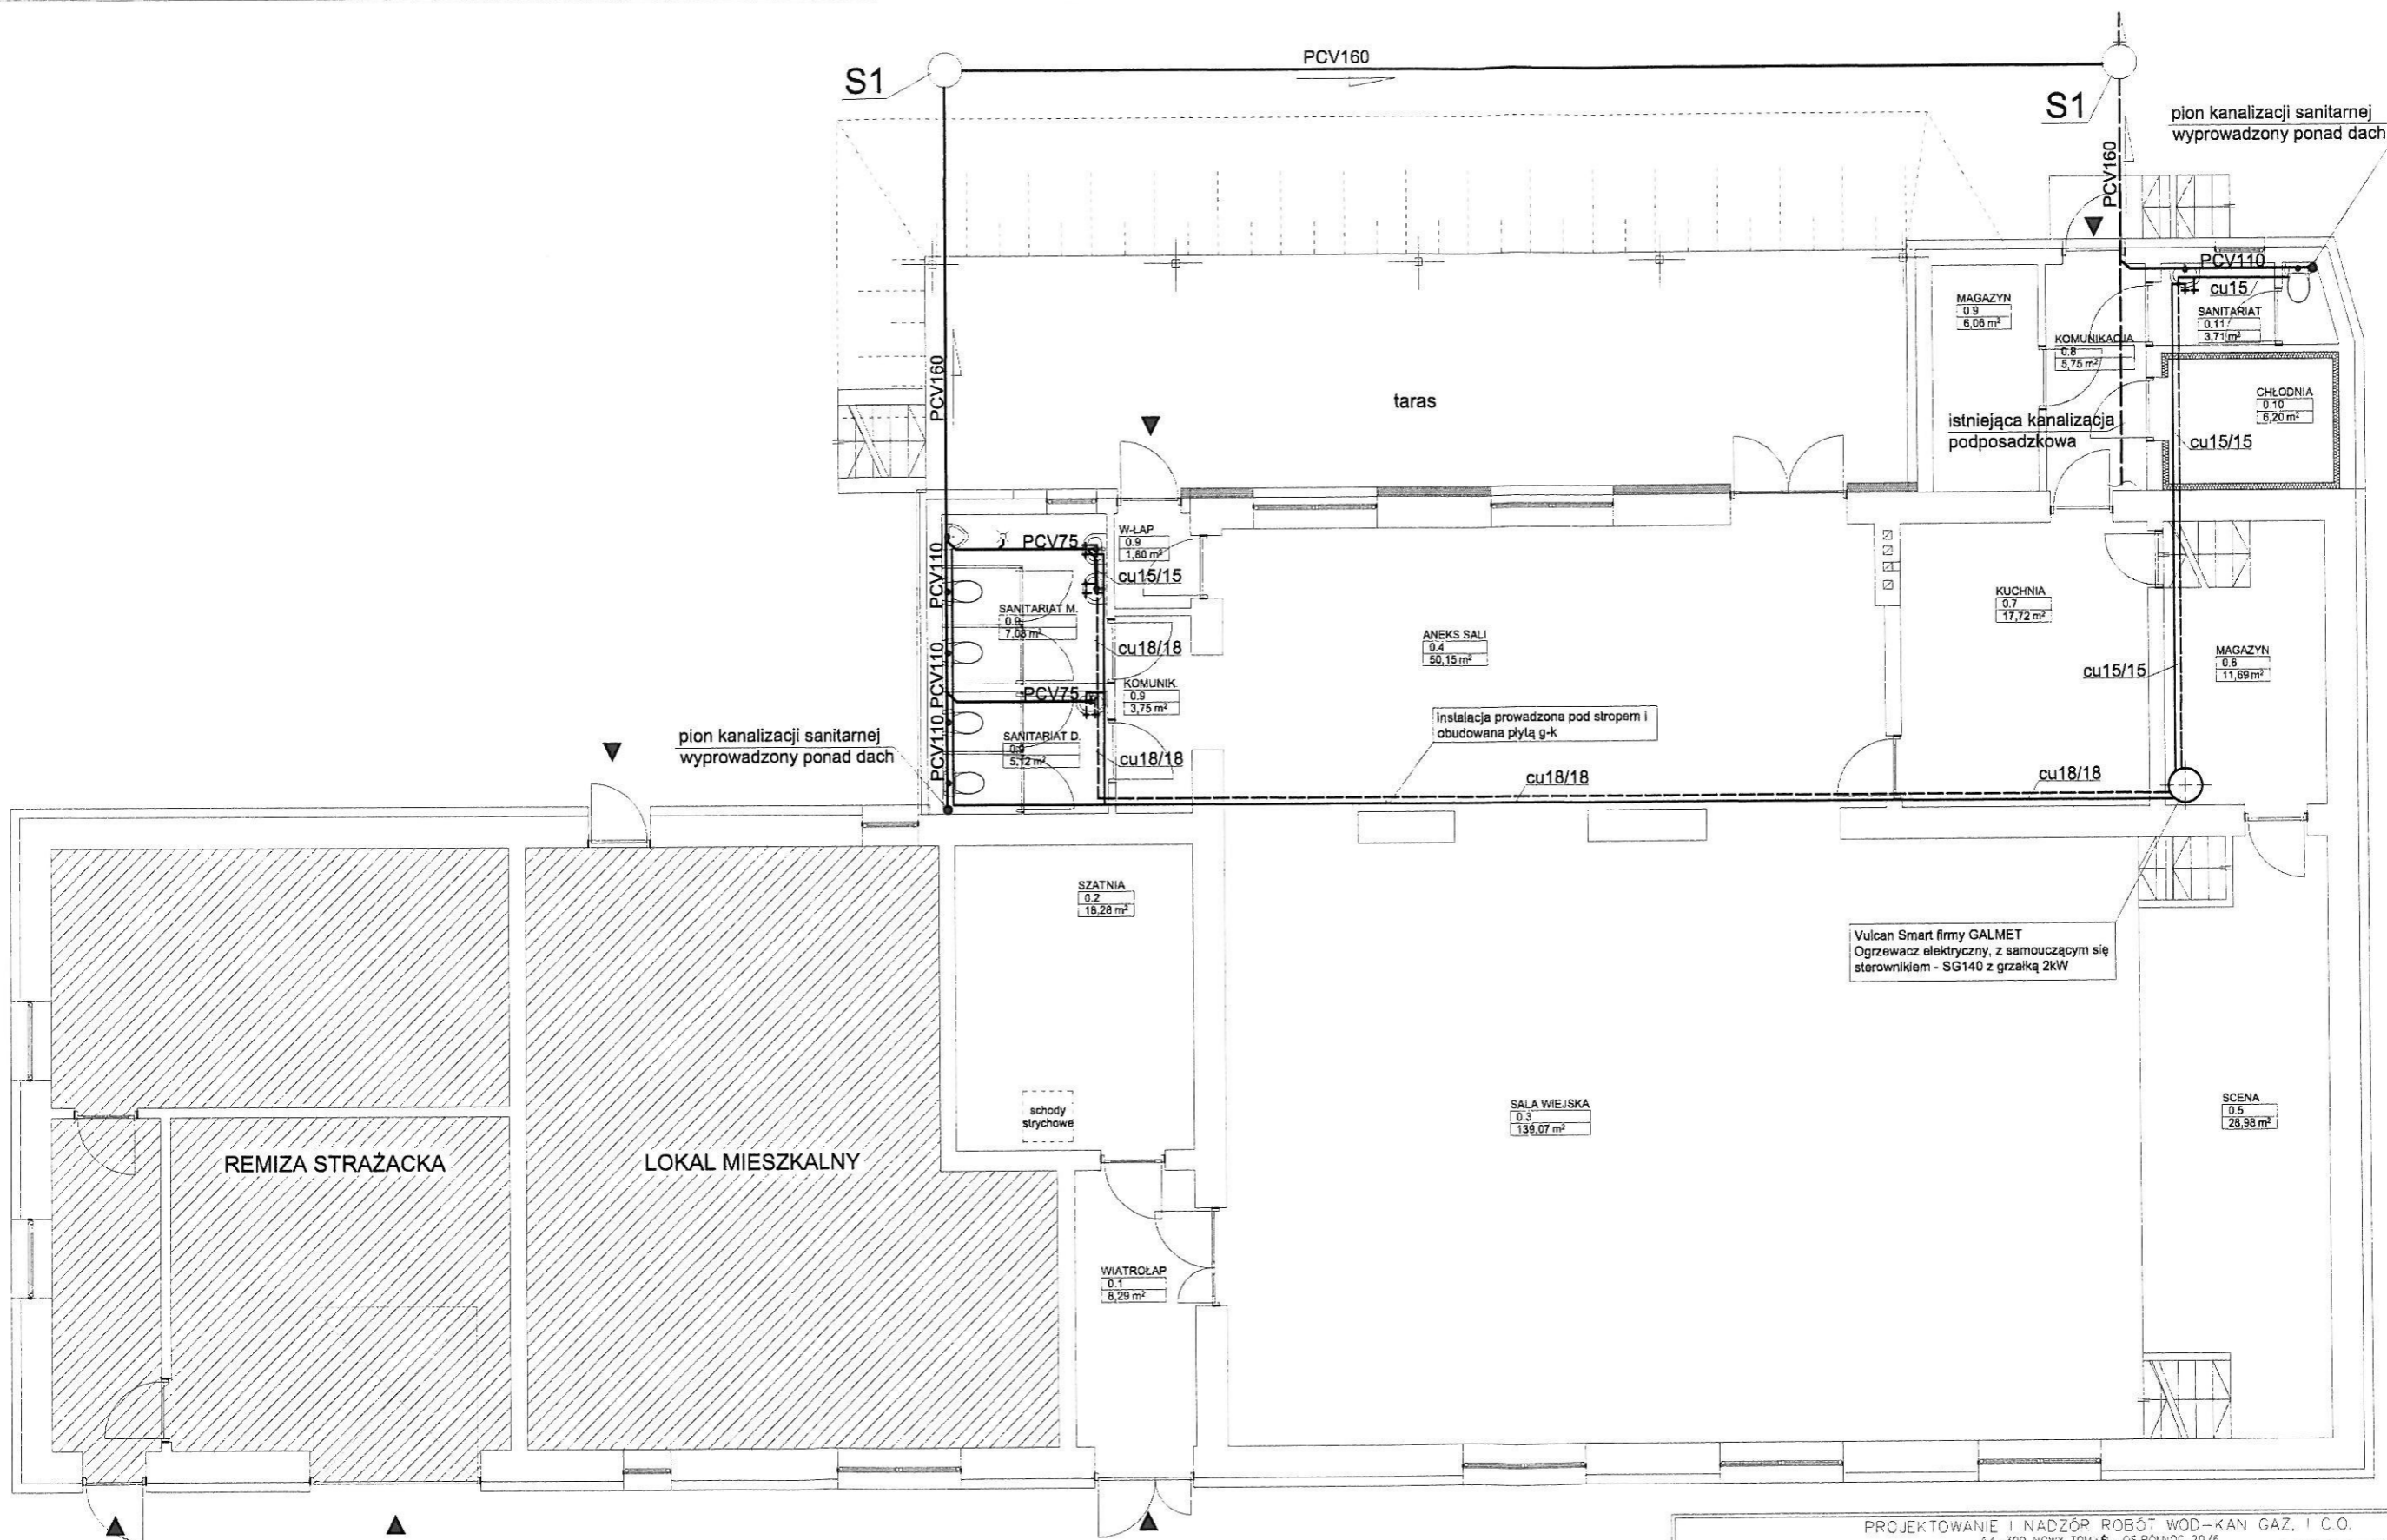 PCV160
S1
S1
pion kanalizacji sanitarnej
wyprowadzony ponad dach
PCV160
PCV110
cu15
MAGAZYN
0.9
6,06 m²
SANITARIAT
0.11
3,71 m²
KOMUNIKACJA
0.8
5,75 m²
PCV160
taras
CHŁODNIA
0.10
6,20 m²
istniejąca kanalizacja
podposadzkowa
cu15/15
W-ŁAP
0.9
1,80 m²
PCV75
cu15/15
PCV110
SANITARIAT M.
0.9
7,08 m²
KUCHNIA
0.7
17,72 m²
ANEKS SALI
0.4
50,15 m²
cu18/18
MAGAZYN
0.6
11,69 m²
cu15/15
PCV110
PCV75
KOMUNIK.
0.9
3,75 m²
instalacja prowadzona pod stropem i
obudowana płytą g-k
pion kanalizacji sanitarnej
wyprowadzony ponad dach
PCV110
SANITARIAT D.
0.9
5,12 m²
cu18/18
cu18/18
cu18/18
SZATNIA
0.2
18,28 m²
Vulcan Smart firmy GALMET
Ogrzewacz elektryczny, z samouczącym się
sterownikiem - SG140 z grzałką 2kW
schody
strychowe
SALA WIEJSKA
0.3
139,07 m²
SCENA
0.5
28,98 m²
REMIZA STRAŻACKA
LOKAL MIESZKALNY
WIATROŁAP
0.1
8,29 m²
PROJEKTOWANIE I NADZÓR ROBÓT WOD-KAN GAZ. I C.O.